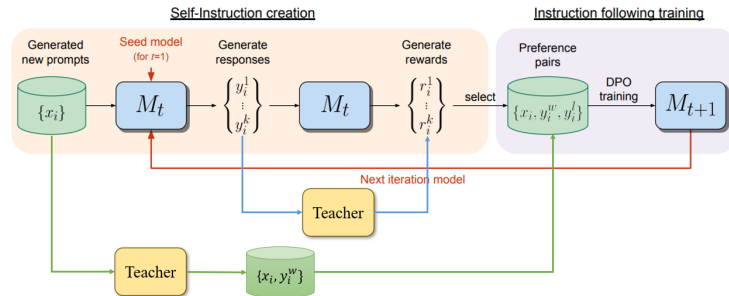 Self-Instruction creation
Instruction following training
Generated
new prompts
Seed model
(for t=1)
Generate
responses
Generate
rewards
Preference
pairs
{x_i}
M_t
y_i^1
⋮
y_i^k
M_t
r_i^1
⋮
r_i^k
select
{x_i, y_i^w, y_i^l}
DPO
training
M_{t+1}
Next iteration model
Teacher
Teacher
{x_i, y_i^w}